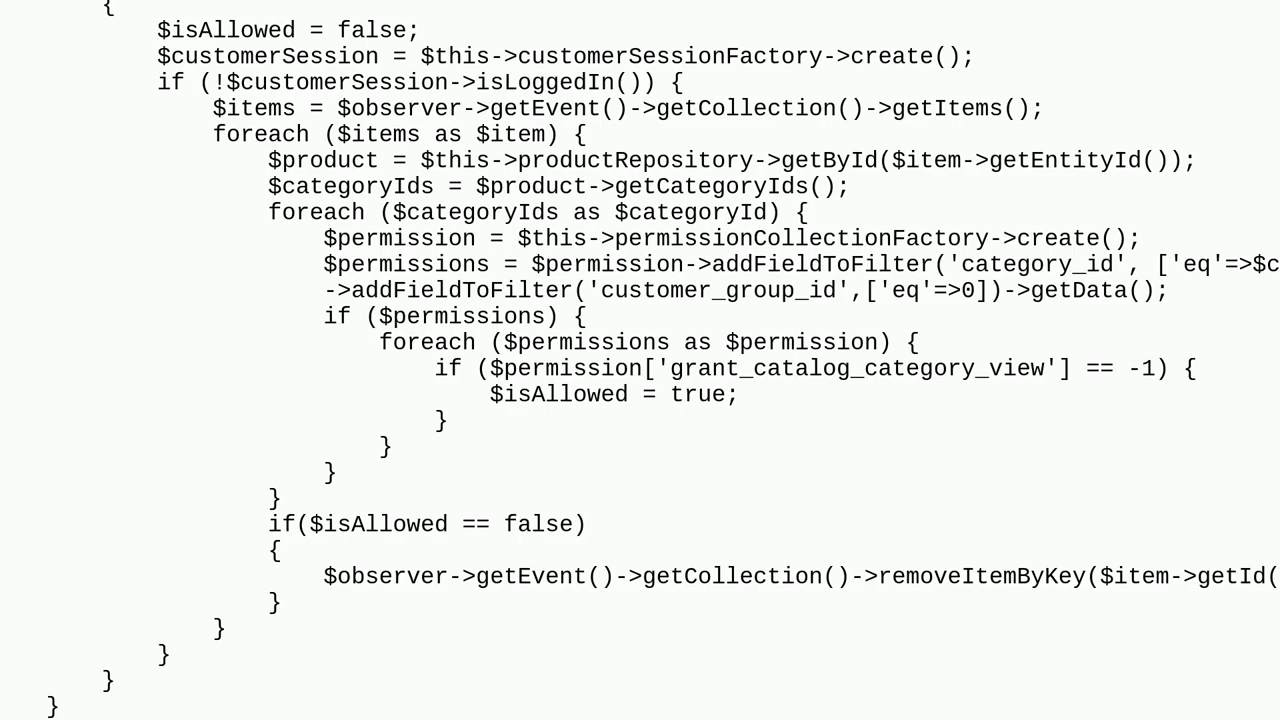 {
$isAllowed = false;
$customerSession = $this->customerSessionFactory->create();
if (!$customerSession->isLoggedIn()) {
$items = $observer->getEvent()->getCollection()->getItems();
foreach ($items as $item) {
$product = $this->productRepository->getById($item->getEntityId());
$categoryIds = $product->getCategoryIds();
foreach ($categoryIds as $categoryId) {
$permission = $this->permissionCollectionFactory->create();
$permissions = $permission->addFieldToFilter('category_id', ['eq'=>$c
->addFieldToFilter('customer_group_id',['eq'=>0])->getData();
if ($permissions) {
foreach ($permissions as $permission) {
if ($permission['grant_catalog_category_view'] == -1) {
$isAllowed = true;
}
}
}
}
if($isAllowed == false)
{
$observer->getEvent()->getCollection()->removeItemByKey($item->getId(
}
}
}
}
}